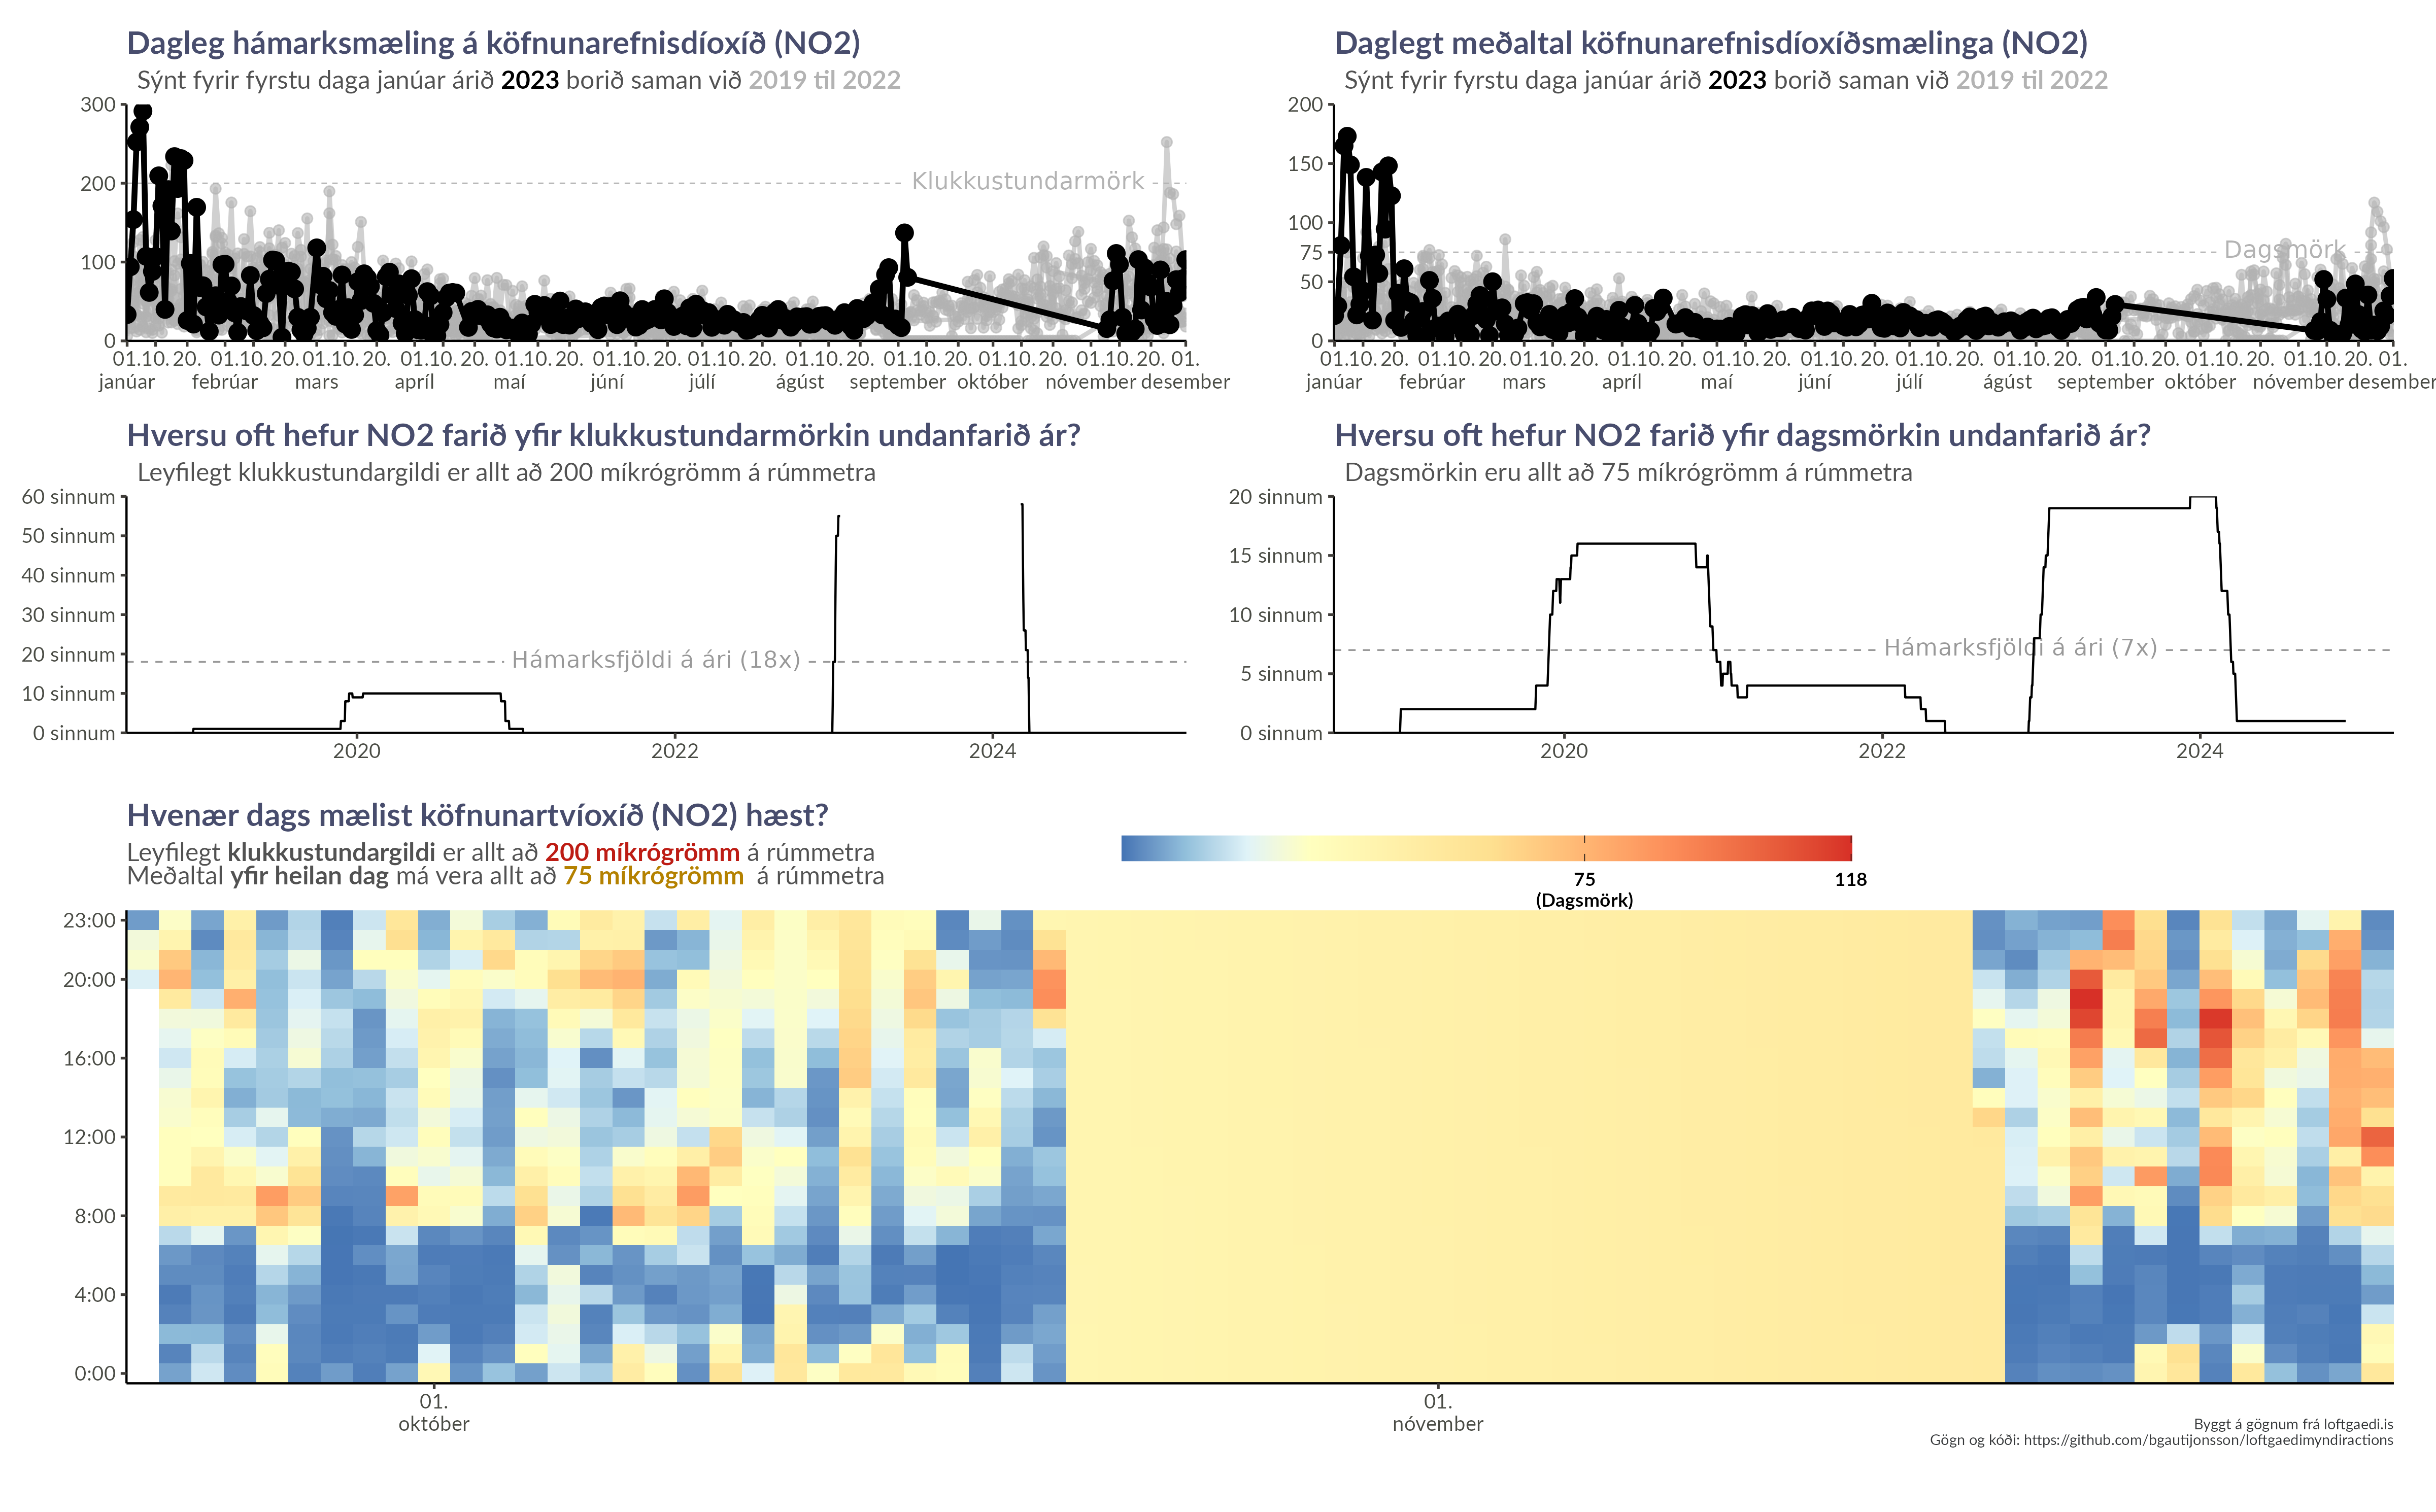 Dagleg hámarksmæling á köfnunarefnisdíoxíð (NO2)
Sýnt fyrir fyrstu daga janúar árið 2023 borið saman við 2019 til 2022
300
200
100
0
Klukkustundarmörk
01. 10. 20. 01. 10. 20. 01. 10. 20. 01. 10. 20. 01. 10. 20. 01. 10. 20. 01. 10. 20. 01. 10. 20. 01. 10. 20. 01. 10. 20. 01. 10. 20. 01.
janúar febrúar mars apríl maí júní júlí ágúst september október nóvember desember
Daglegt meðaltal köfnunarefnisdíoxíðsmælinga (NO2)
Sýnt fyrir fyrstu daga janúar árið 2023 borið saman við 2019 til 2022
200
150
100
75
50
0
Dagsmörk
01. 10. 20. 01. 10. 20. 01. 10. 20. 01. 10. 20. 01. 10. 20. 01. 10. 20. 01. 10. 20. 01. 10. 20. 01. 10. 20. 01. 10. 20. 01. 10. 20. 01.
janúar febrúar mars apríl maí júní júlí ágúst september október nóvember desember
Hversu oft hefur NO2 farið yfir klukkustundarmörkin undanfarið ár?
Leyfilegt klukkustundargildi er allt að 200 míkrógrömm á rúmmetra
60 sinnum
50 sinnum
40 sinnum
30 sinnum
20 sinnum
10 sinnum
0 sinnum
Hámarksfjöldi á ári (18x)
2020 2022 2024
Hversu oft hefur NO2 farið yfir dagsmörkin undanfarið ár?
Dagsmörkin eru allt að 75 míkrógrömm á rúmmetra
20 sinnum
15 sinnum
10 sinnum
5 sinnum
0 sinnum
Hámarksfjöldi á ári (7x)
2020 2022 2024
Hvenær dags mælist köfnunartvíoxíð (NO2) hæst?
Leyfilegt klukkustundargildi er allt að 200 míkrógrömm á rúmmetra
Meðaltal yfir heilan dag má vera allt að 75 míkrógrömm á rúmmetra
75 118
(Dagsmörk)
23:00
20:00
16:00
12:00
8:00
4:00
0:00
01. 01.
október nóvember
Byggt á gögnum frá loftgaedi.is
Gögn og kóði: https://github.com/bgautijonsson/loftgaedimyndiractions